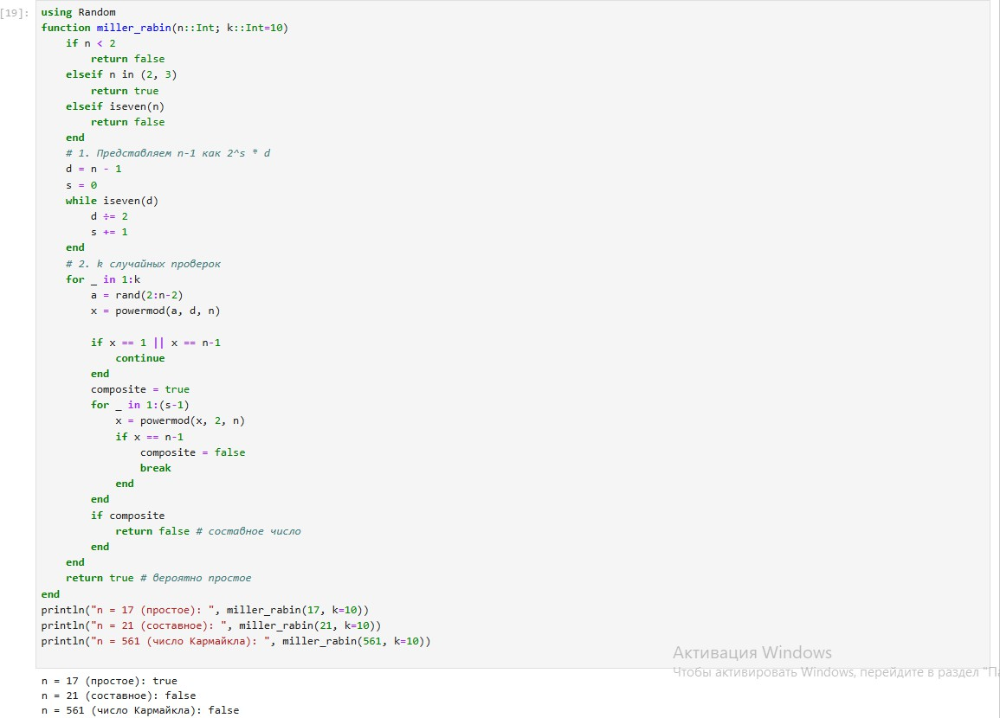 [19]:
using Random
function miller_rabin(n::Int; k::Int=10)
    if n < 2
        return false
    elseif n in (2, 3)
        return true
    elseif iseven(n)
        return false
    end
    # 1. Представляем n-1 как 2^s * d
    d = n - 1
    s = 0
    while iseven(d)
        d ÷= 2
        s += 1
    end
    # 2. k случайных проверок
    for _ in 1:k
        a = rand(2:n-2)
        x = powermod(a, d, n)

        if x == 1 || x == n-1
            continue
        end
        composite = true
        for _ in 1:(s-1)
            x = powermod(x, 2, n)
            if x == n-1
                composite = false
                break
            end
        end
        if composite
            return false # составное число
        end
    end
    return true # вероятно простое
end
println("n = 17 (простое): ", miller_rabin(17, k=10))
println("n = 21 (составное): ", miller_rabin(21, k=10))
println("n = 561 (число Кармайкла): ", miller_rabin(561, k=10))
Активация Windows
Чтобы активировать Windows, перейдите в раздел "Па
n = 17 (простое): true
n = 21 (составное): false
n = 561 (число Кармайкла): false